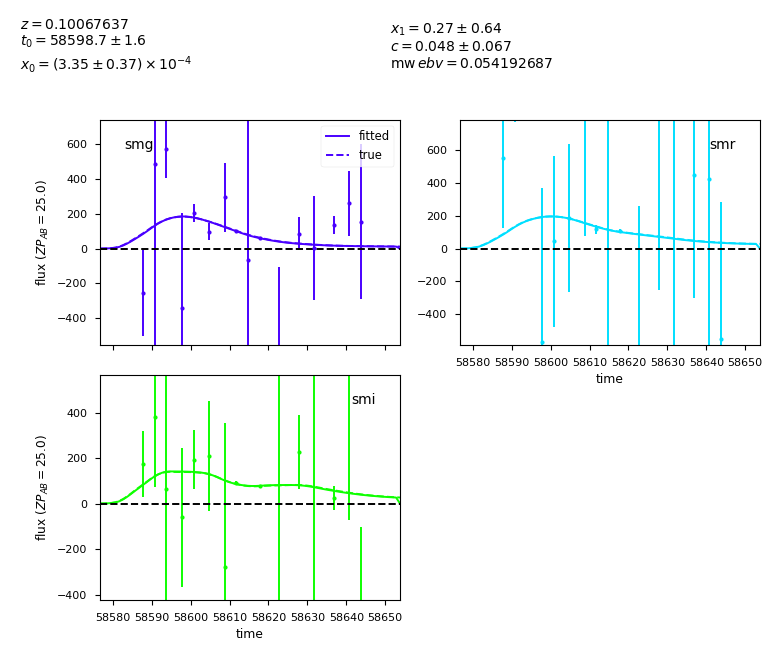 z = 0.10067637
t₀ = 58598.7 ± 1.6
x₀ = (3.35 ± 0.37) × 10⁻⁴
x₁ = 0.27 ± 0.64
c = 0.048 ± 0.067
mw ebv = 0.054192687
smg
fitted
true
600
400
200
0
−200
−400
flux (ZP_AB = 25.0)
smr
600
400
200
0
−200
−400
58580 58590 58600 58610 58620 58630 58640 58650
time
smi
400
200
0
−200
−400
flux (ZP_AB = 25.0)
58580 58590 58600 58610 58620 58630 58640 58650
time